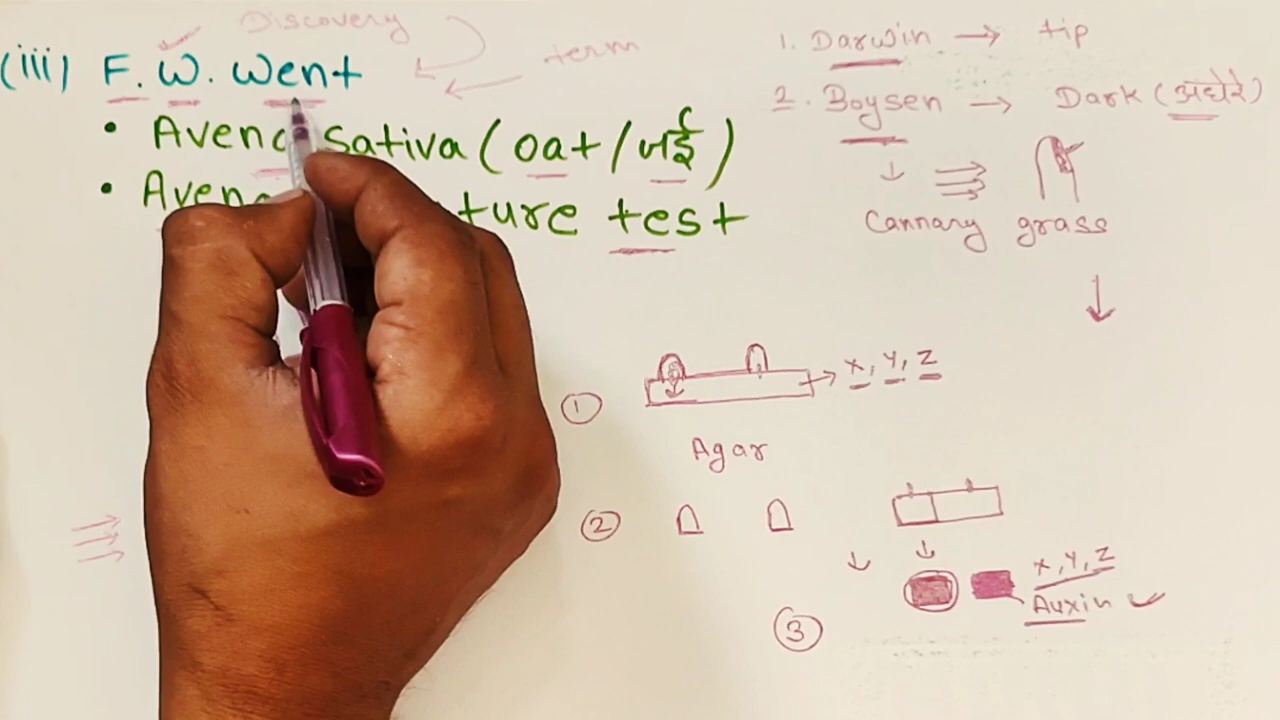 Discovery
term
(iii) F. W. Went
• Avena sativa (oat/जई)
• Avena ture test
1. Darwin → tip
2. Boysen → Dark (अंधेरे)
Cannary grass
① → X, Y, Z
Agar
②
X, Y, Z
Auxin ✓
③